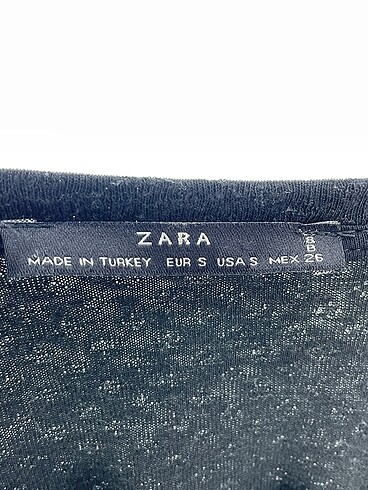 ZARA
MADE IN TURKEY EUR S USA S MEX 26